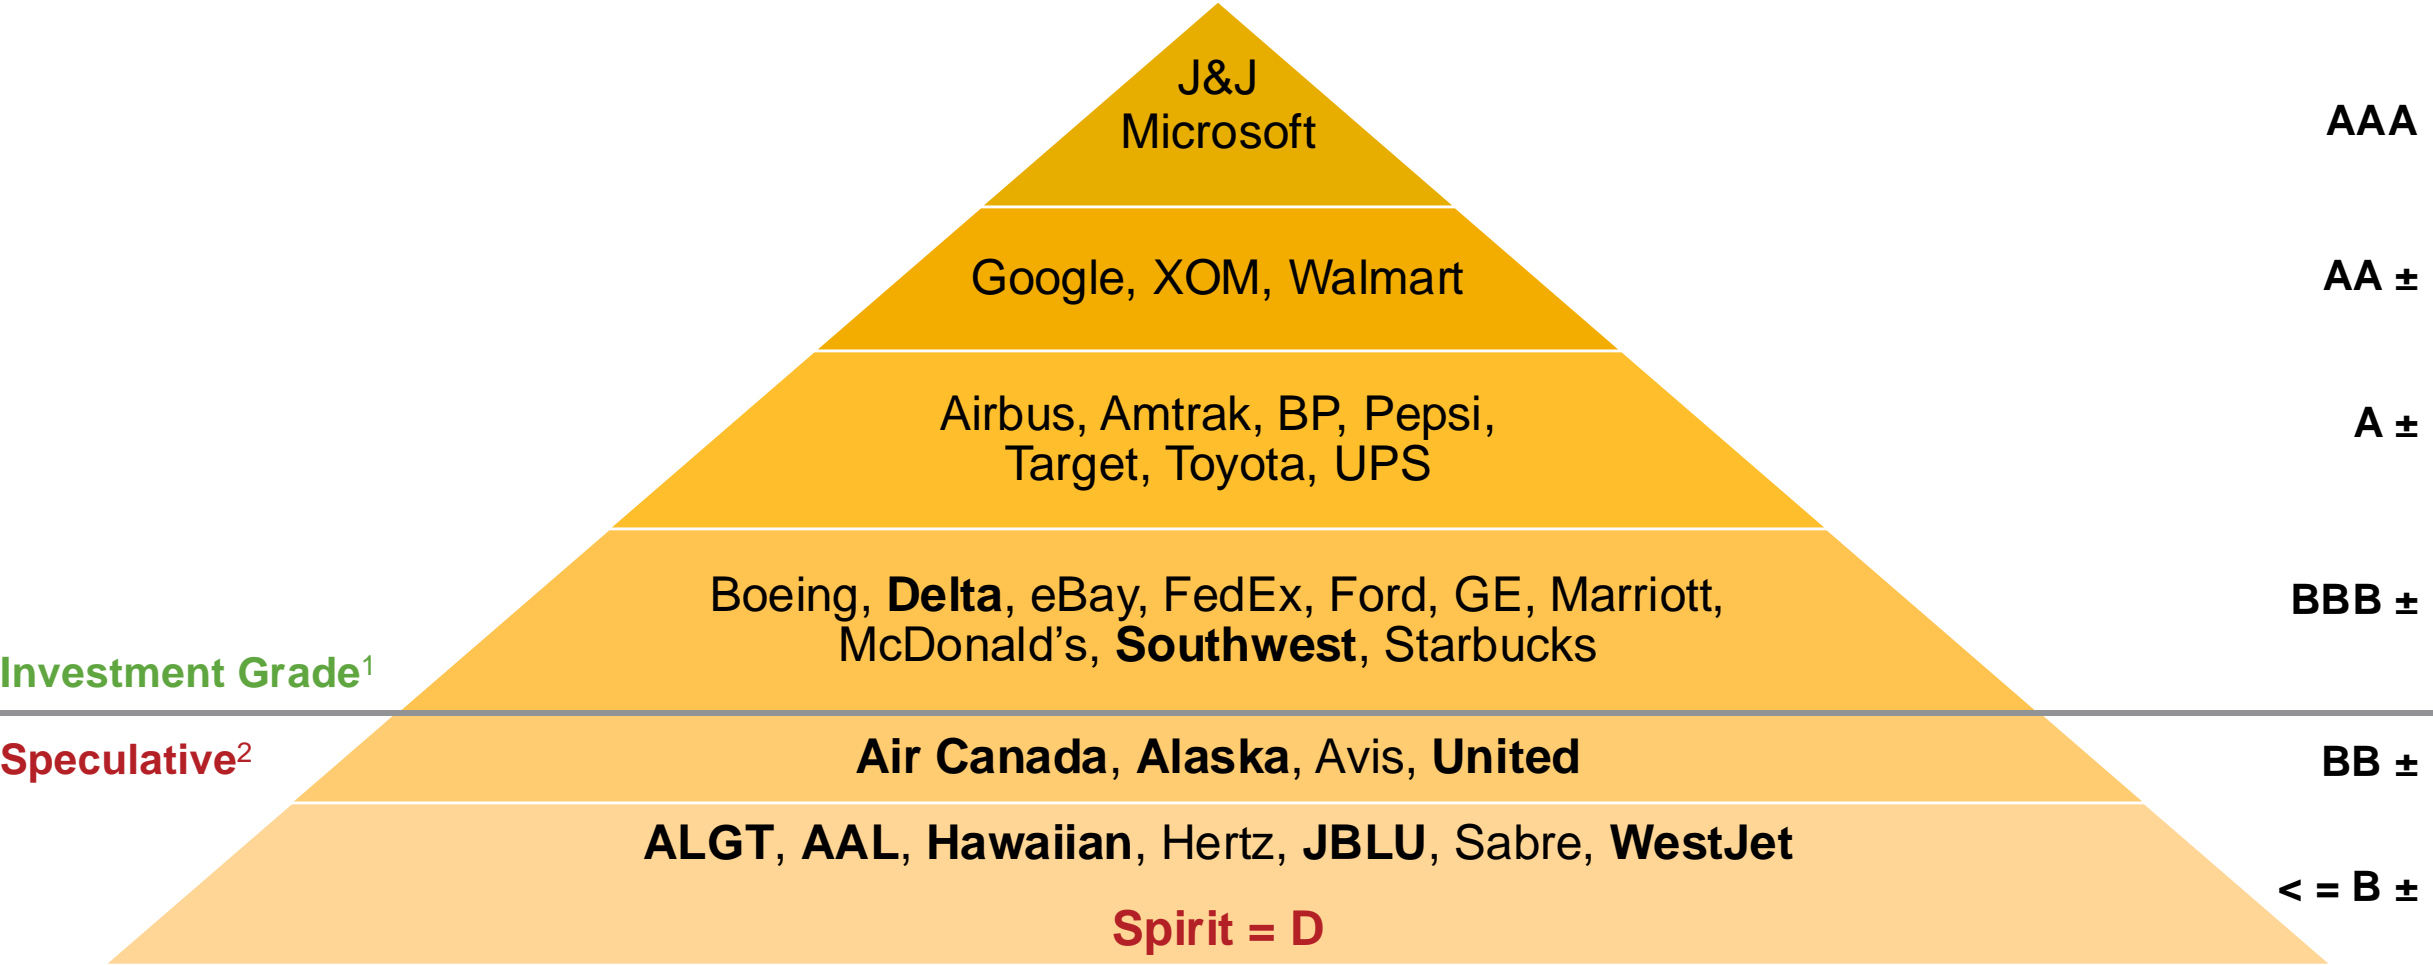 J&J
Microsoft
AAA
Google, XOM, Walmart
AA ±
Airbus, Amtrak, BP, Pepsi,
Target, Toyota, UPS
A ±
Boeing, Delta, eBay, FedEx, Ford, GE, Marriott,
McDonald’s, Southwest, Starbucks
BBB ±
Investment Grade¹
Speculative²
Air Canada, Alaska, Avis, United
BB ±
ALGT, AAL, Hawaiian, Hertz, JBLU, Sabre, WestJet
Spirit = D
< = B ±